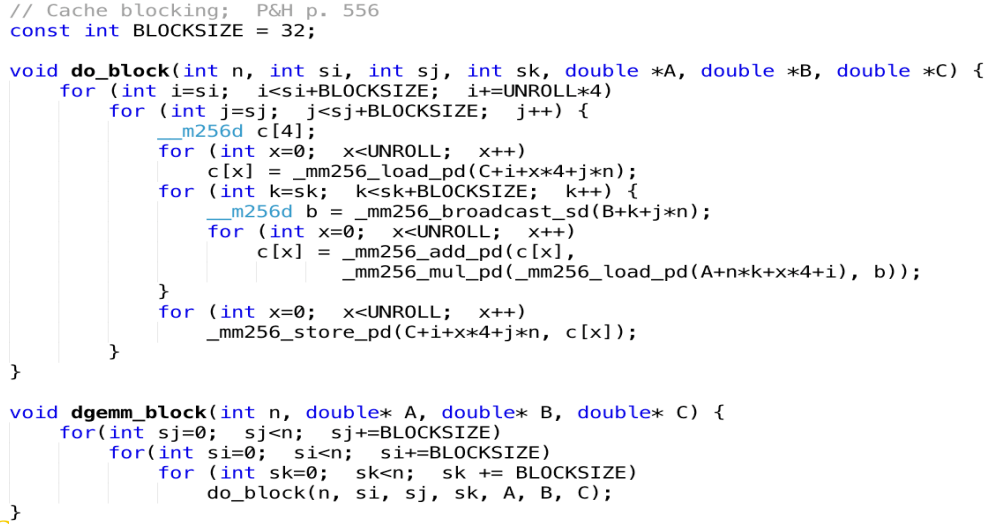 // Cache blocking;  P&H p. 556
const int BLOCKSIZE = 32;

void do_block(int n, int si, int sj, int sk, double *A, double *B, double *C) {
    for (int i=si;  i<si+BLOCKSIZE;  i+=UNROLL*4)
        for (int j=sj;  j<sj+BLOCKSIZE;  j++) {
            __m256d c[4];
            for (int x=0;  x<UNROLL;  x++)
                c[x] = _mm256_load_pd(C+i+x*4+j*n);
            for (int k=sk;  k<sk+BLOCKSIZE;  k++) {
                __m256d b = _mm256_broadcast_sd(B+k+j*n);
                for (int x=0;  x<UNROLL;  x++)
                    c[x] = _mm256_add_pd(c[x],
                           _mm256_mul_pd(_mm256_load_pd(A+n*k+x*4+i), b));
            }
            for (int x=0;  x<UNROLL;  x++)
                _mm256_store_pd(C+i+x*4+j*n, c[x]);
        }
}

void dgemm_block(int n, double* A, double* B, double* C) {
    for(int sj=0;  sj<n;  sj+=BLOCKSIZE)
        for(int si=0;  si<n;  si+=BLOCKSIZE)
            for (int sk=0;  sk<n;  sk += BLOCKSIZE)
                do_block(n, si, sj, sk, A, B, C);
}